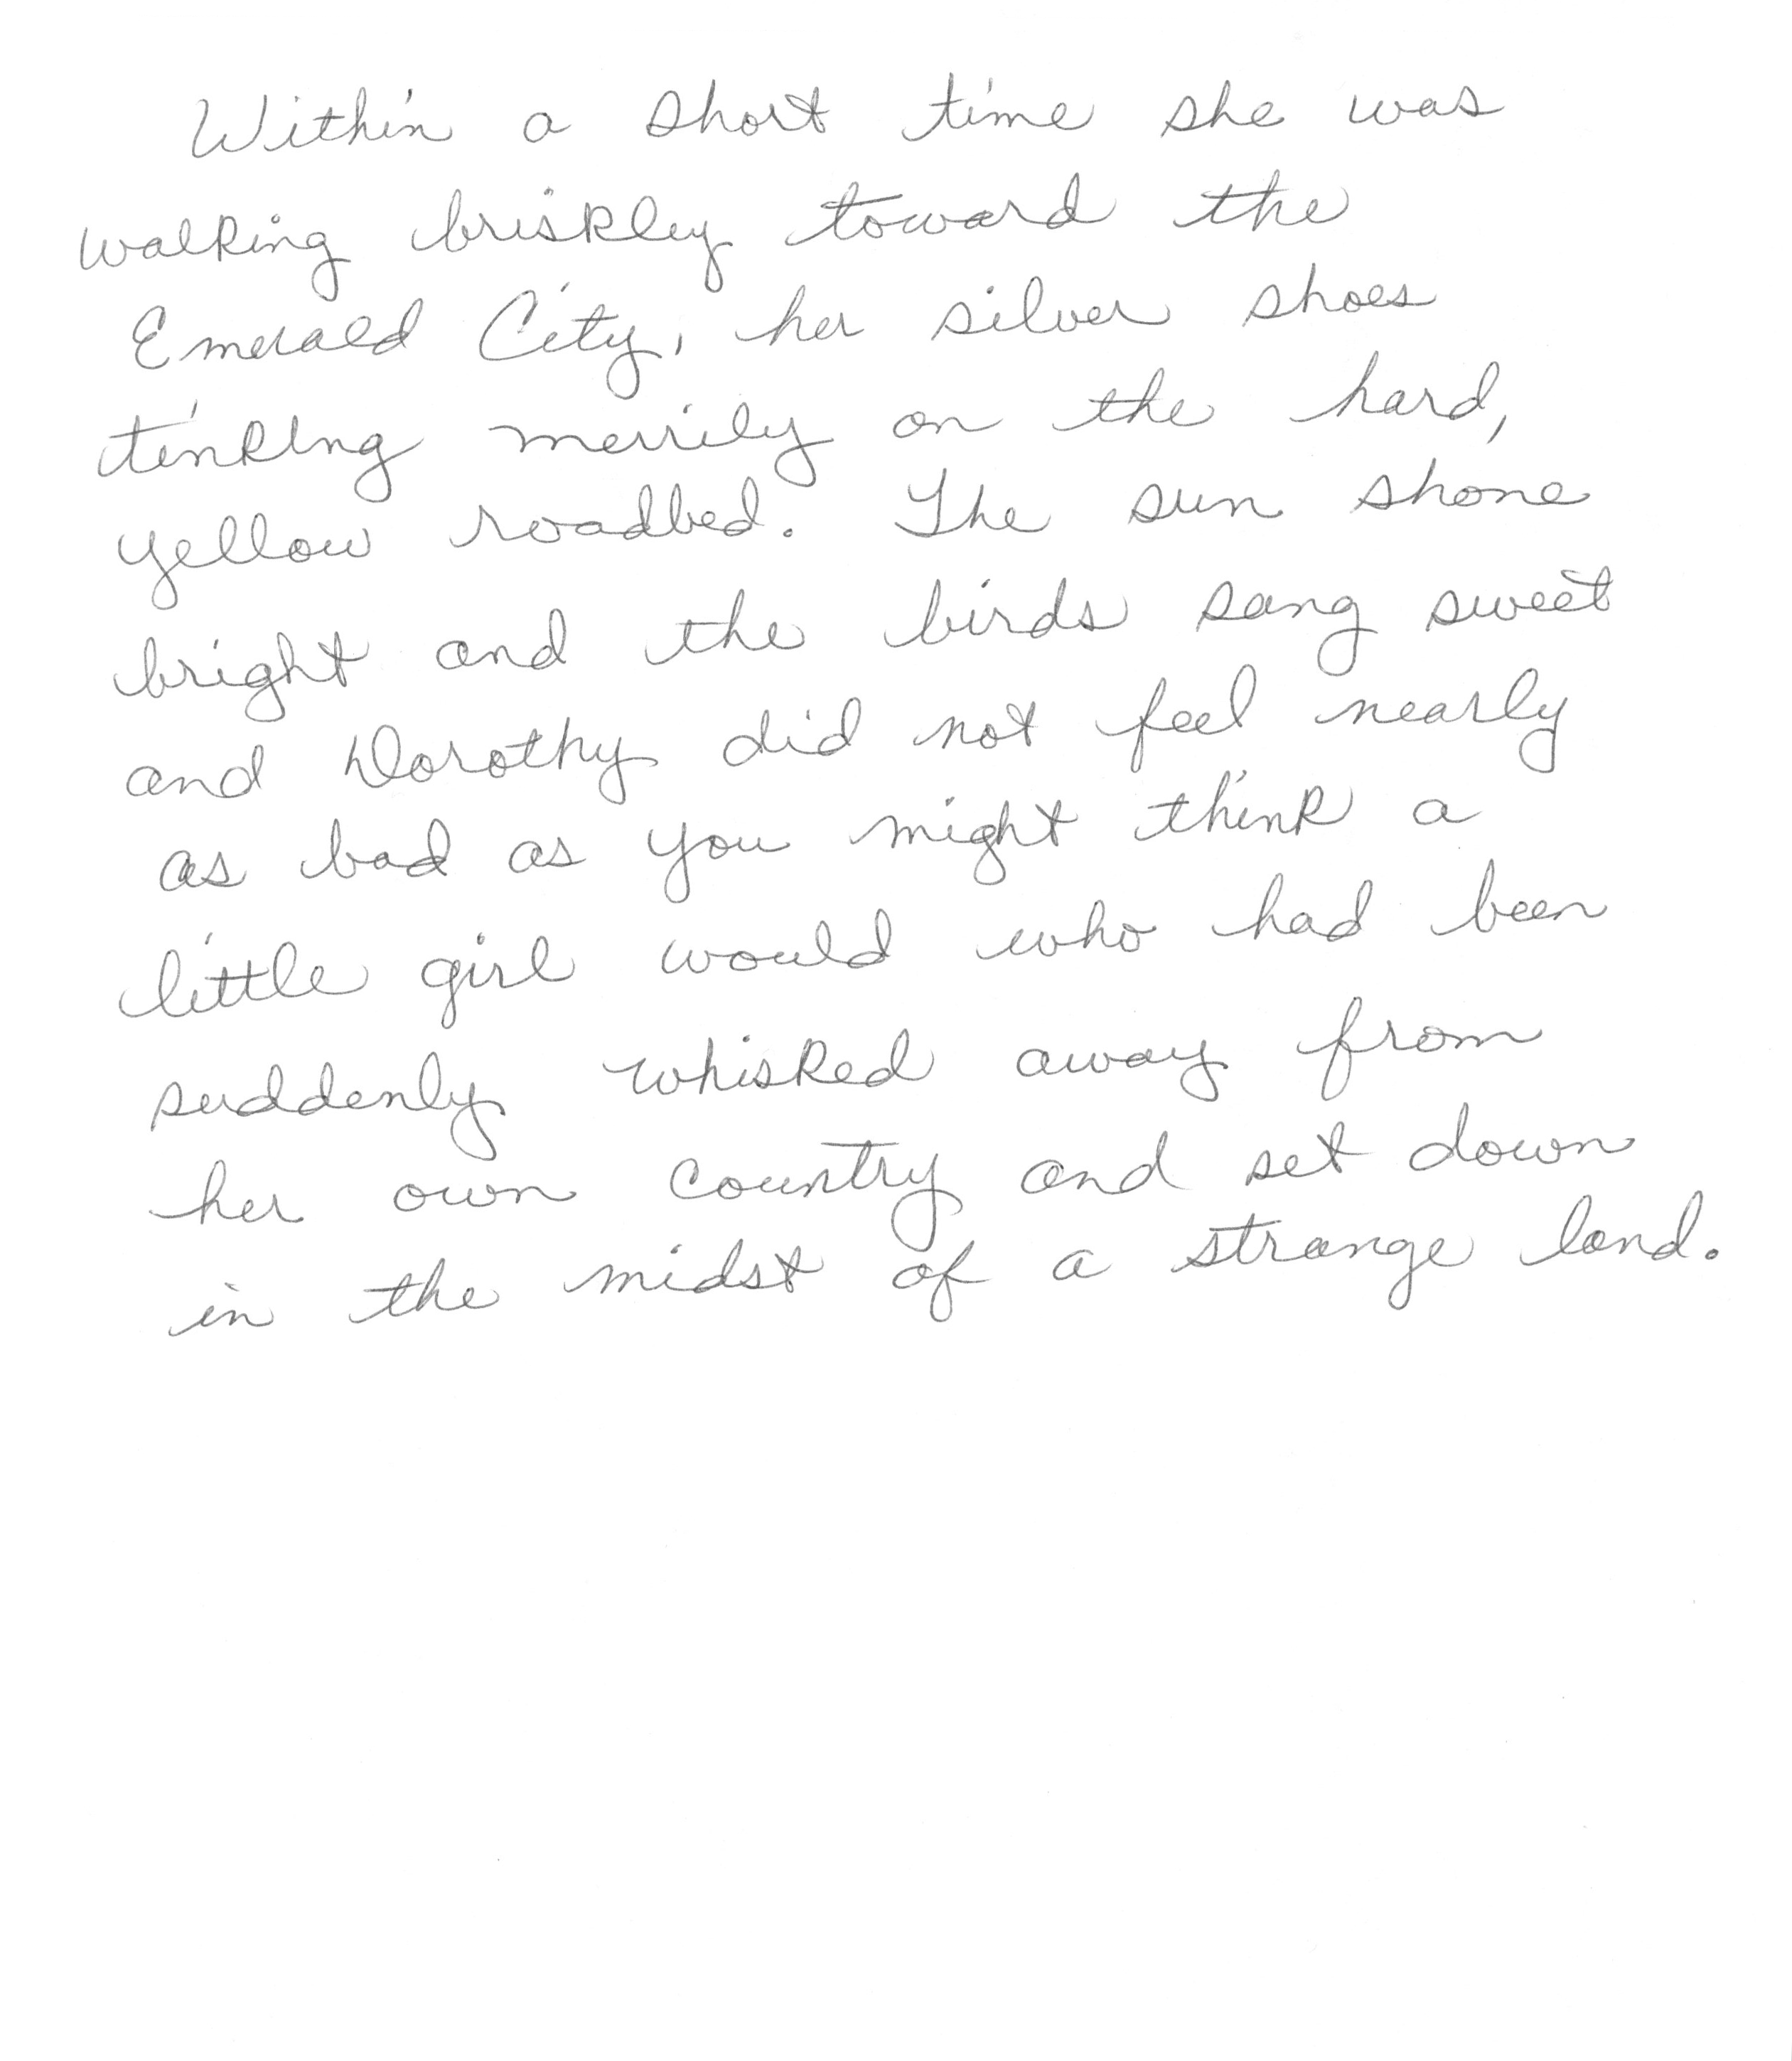 Within a short time she was
walking briskley toward the
Emerald City, her silver shoes
tinkling merrily on the hard,
yellow roadbed. The sun shone
bright and the birds sang sweet
and Dorothy did not feel nearly
as bad as you might think a
little girl would who had been
suddenly whisked away from
her own country and set down
in the midst of a strange land.